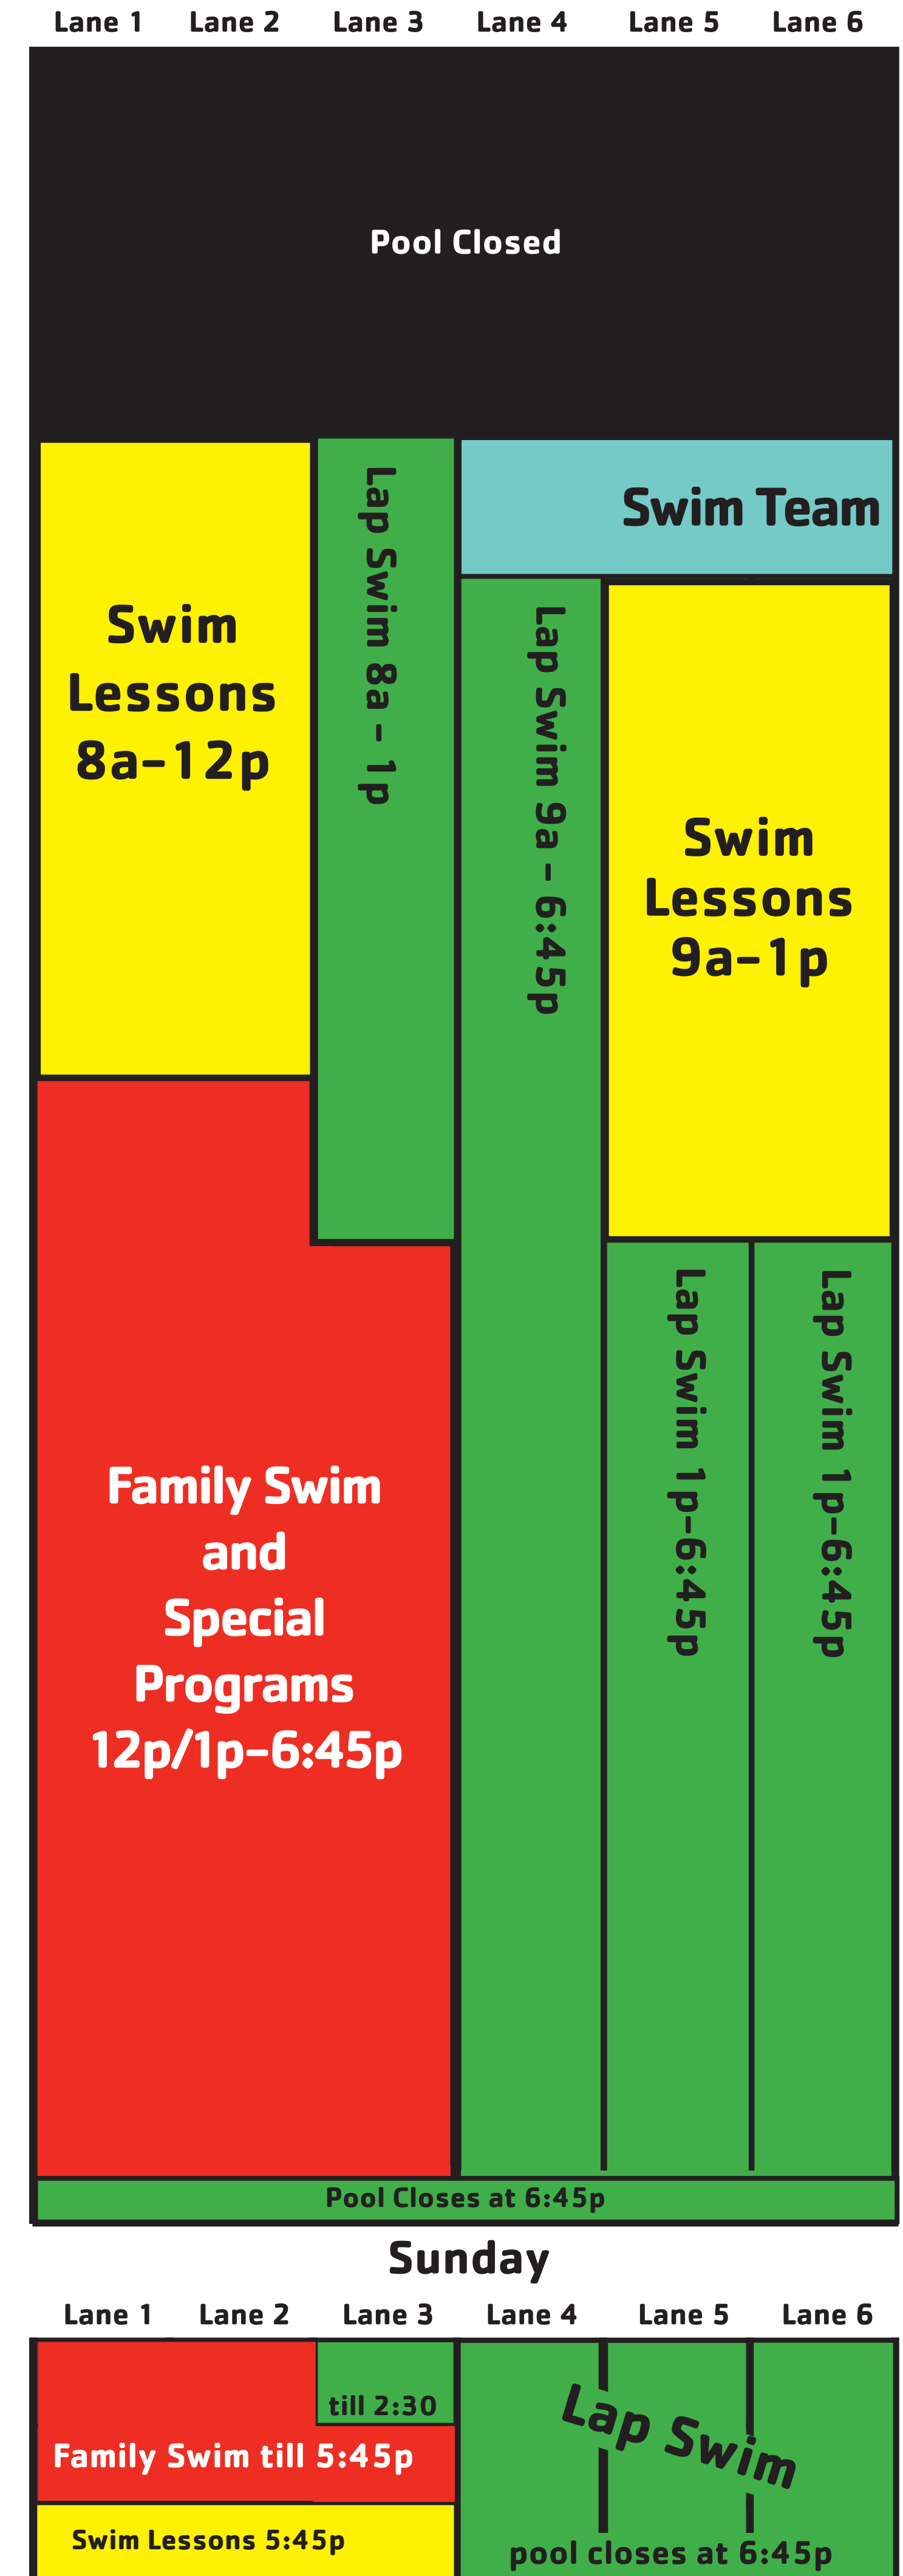 Lane 1 Lane 2 Lane 3 Lane 4 Lane 5 Lane 6
Pool Closed
Swim
Lessons
8a-12p
Lap Swim 8a - 1p
Swim Team
Lap Swim 9a - 6:45p
Swim
Lessons
9a-1p
Family Swim
and
Special
Programs
12p/1p-6:45p
Lap Swim 1p-6:45p
Lap Swim 1p-6:45p
Pool Closes at 6:45p
Sunday
Lane 1 Lane 2 Lane 3 Lane 4 Lane 5 Lane 6
till 2:30
Family Swim till 5:45p
Swim Lessons 5:45p
Lap Swim
pool closes at 6:45p